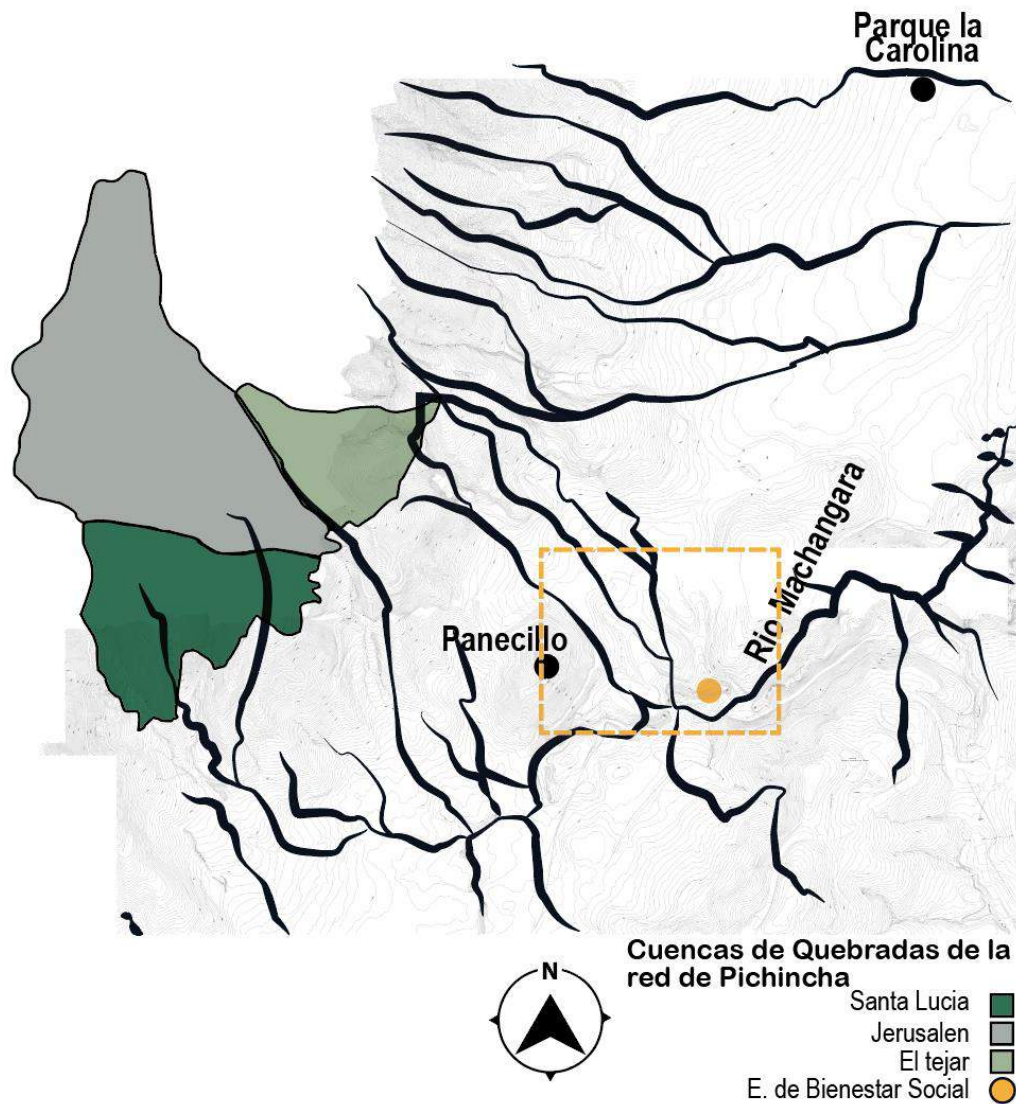 Parque la
Carolina
Rio Machangara
Panecillo
N
Cuencas de Quebradas de la
red de Pichincha
Santa Lucia
Jerusalen
El tejar
E. de Bienestar Social